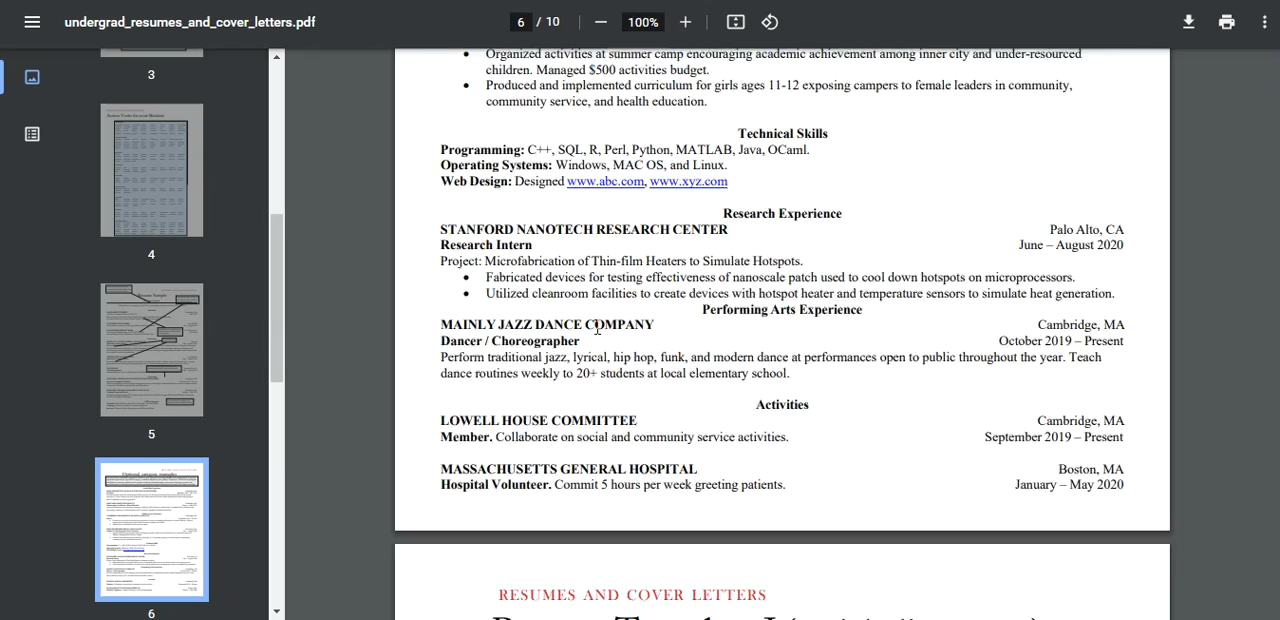 undergrad_resumes_and_cover_letters.pdf
6 / 10
100%
3
4
5
6
Organized activities at summer camp encouraging academic achievement among inner city and under-resourced
children. Managed $500 activities budget.
Produced and implemented curriculum for girls ages 11-12 exposing campers to female leaders in community,
community service, and health education.
Technical Skills
Programming: C++, SQL, R, Perl, Python, MATLAB, Java, OCaml.
Operating Systems: Windows, MAC OS, and Linux.
Web Design: Designed www.abc.com, www.xyz.com
Research Experience
STANFORD NANOTECH RESEARCH CENTER Palo Alto, CA
Research Intern June – August 2020
Project: Microfabrication of Thin-film Heaters to Simulate Hotspots.
Fabricated devices for testing effectiveness of nanoscale patch used to cool down hotspots on microprocessors.
Utilized cleanroom facilities to create devices with hotspot heater and temperature sensors to simulate heat generation.
Performing Arts Experience
MAINLY JAZZ DANCE COMPANY Cambridge, MA
Dancer / Choreographer October 2019 – Present
Perform traditional jazz, lyrical, hip hop, funk, and modern dance at performances open to public throughout the year. Teach
dance routines weekly to 20+ students at local elementary school.
Activities
LOWELL HOUSE COMMITTEE Cambridge, MA
Member. Collaborate on social and community service activities. September 2019 – Present
MASSACHUSETTS GENERAL HOSPITAL Boston, MA
Hospital Volunteer. Commit 5 hours per week greeting patients. January – May 2020
RESUMES AND COVER LETTERS